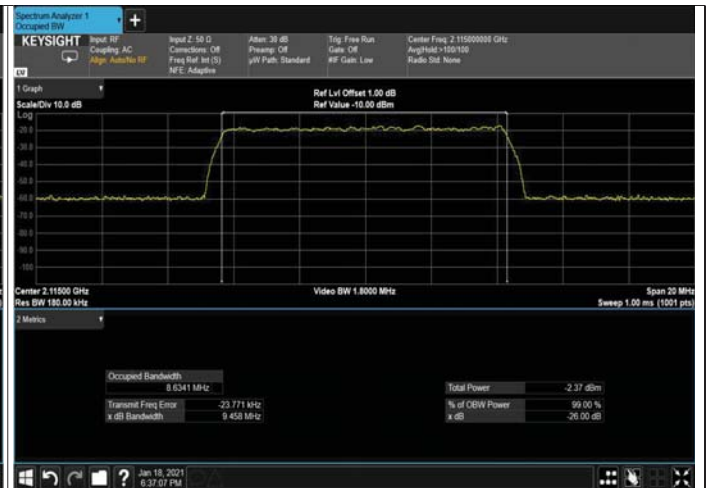 Spectrum Analyzer 1
Occupied BW
KEYSIGHT
Input: RF
Coupling: AC
Align: Auto/No RF
Input Z: 50 Ω
Corrections: Off
Freq Ref: Int (S)
NFE: Adaptive
Atten: 30 dB
Preamp: Off
µW Path: Standard
Trig: Free Run
Gate: Off
#IF Gain: Low
Center Freq: 2.115000000 GHz
Avg|Hold:>100/100
Radio Std: None
1 Graph
Scale/Div 10.0 dB
Ref Lvl Offset 1.00 dB
Ref Value -10.00 dBm
Log
-20.0
-30.0
-40.0
-50.0
-60.0
-70.0
-80.0
-90.0
-100
Center 2.11500 GHz
Res BW 180.00 kHz
Video BW 1.8000 MHz
Span 20 MHz
Sweep 1.00 ms (1001 pts)
2 Metrics
Occupied Bandwidth
8.6341 MHz
Transmit Freq Error -23.771 kHz
x dB Bandwidth 9.458 MHz
Total Power -2.37 dBm
% of OBW Power 99.00 %
x dB -26.00 dB
Jan 18, 2021
6:37:07 PM